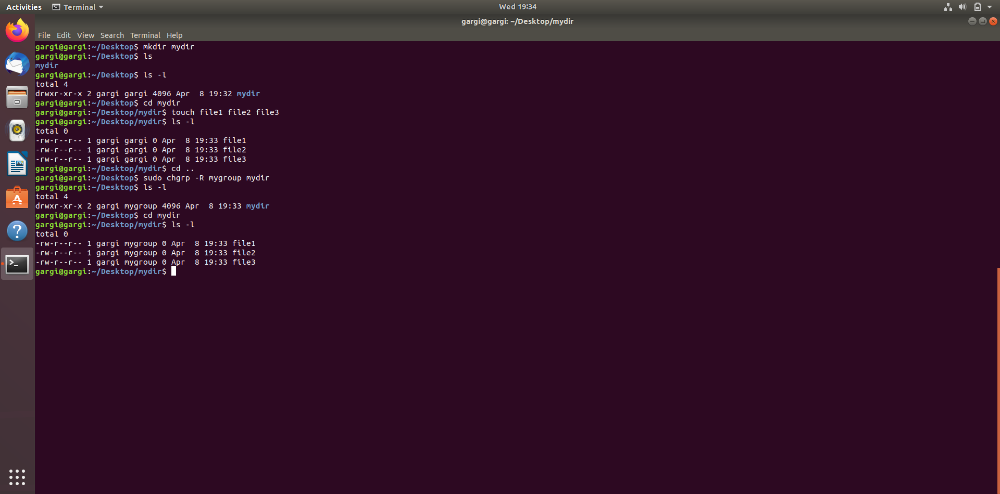 Activities Terminal Wed 19:34
gargi@gargi: ~/Desktop/mydir
File Edit View Search Terminal Help
gargi@gargi:~/Desktop$ mkdir mydir
gargi@gargi:~/Desktop$ ls
mydir
gargi@gargi:~/Desktop$ ls -l
total 4
drwxr-xr-x 2 gargi gargi 4096 Apr  8 19:32 mydir
gargi@gargi:~/Desktop$ cd mydir
gargi@gargi:~/Desktop/mydir$ touch file1 file2 file3
gargi@gargi:~/Desktop/mydir$ ls -l
total 0
-rw-r--r-- 1 gargi gargi 0 Apr  8 19:33 file1
-rw-r--r-- 1 gargi gargi 0 Apr  8 19:33 file2
-rw-r--r-- 1 gargi gargi 0 Apr  8 19:33 file3
gargi@gargi:~/Desktop/mydir$ cd ..
gargi@gargi:~/Desktop$ sudo chgrp -R mygroup mydir
gargi@gargi:~/Desktop$ ls -l
total 4
drwxr-xr-x 2 gargi mygroup 4096 Apr  8 19:33 mydir
gargi@gargi:~/Desktop$ cd mydir
gargi@gargi:~/Desktop/mydir$ ls -l
total 0
-rw-r--r-- 1 gargi mygroup 0 Apr  8 19:33 file1
-rw-r--r-- 1 gargi mygroup 0 Apr  8 19:33 file2
-rw-r--r-- 1 gargi mygroup 0 Apr  8 19:33 file3
gargi@gargi:~/Desktop/mydir$